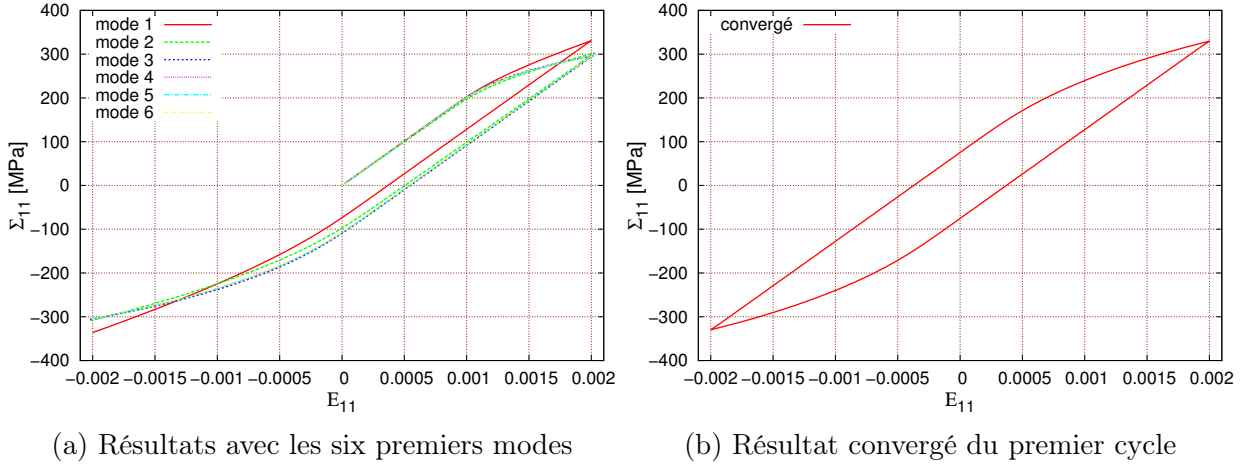 mode 1
mode 2
mode 3
mode 4
mode 5
mode 6
400
300
200
100
0
−100
−200
−300
−400
Σ11 [MPa]
−0.002 −0.0015 −0.001 −0.0005 0 0.0005 0.001 0.0015 0.002
E11
(a) Résultats avec les six premiers modes
convergé
400
300
200
100
0
−100
−200
−300
−400
Σ11 [MPa]
−0.002 −0.0015 −0.001 −0.0005 0 0.0005 0.001 0.0015 0.002
E11
(b) Résultat convergé du premier cycle